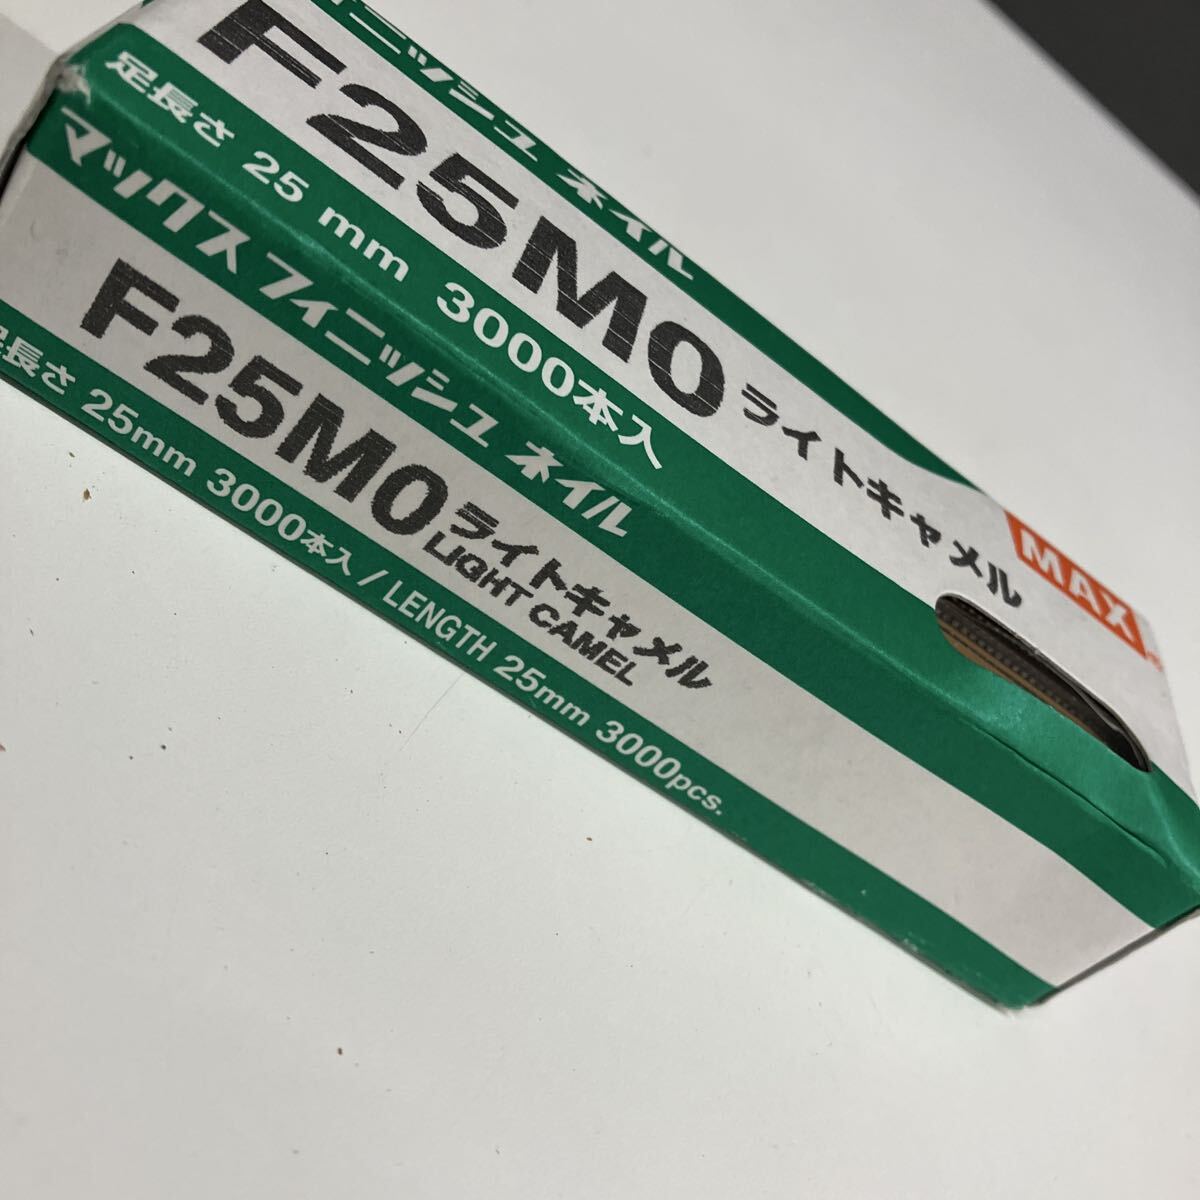 ィニッシュ ネイル
F25MO ライトキャメル
MAX
足長さ 25 mm 3000本入
マックス フィニッシュ ネイル
F25MO ライトキャメル
LIGHT CAMEL
足長さ 25mm 3000本入 / LENGTH 25mm 3000pcs.